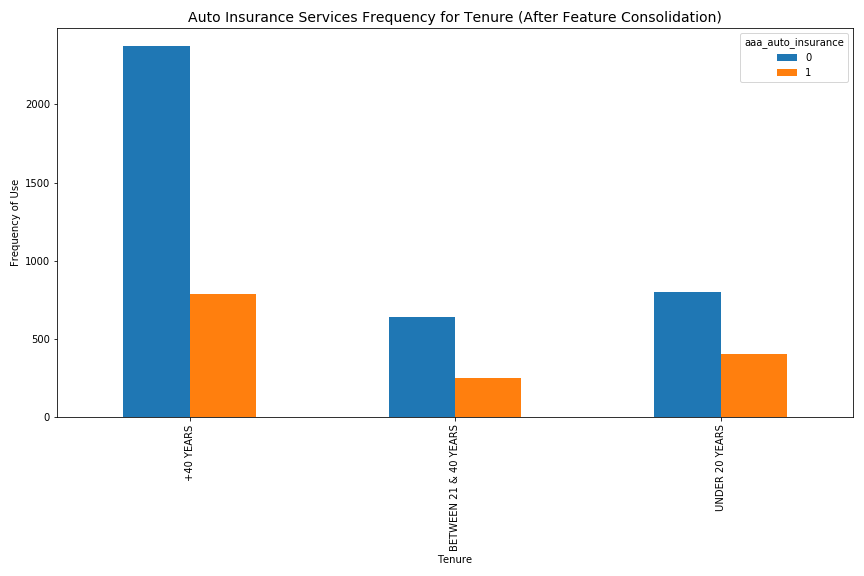 Auto Insurance Services Frequency for Tenure (After Feature Consolidation)
aaa_auto_insurance
0
1
Frequency of Use
2000
1500
1000
500
0
+40 YEARS
BETWEEN 21 & 40 YEARS
UNDER 20 YEARS
Tenure